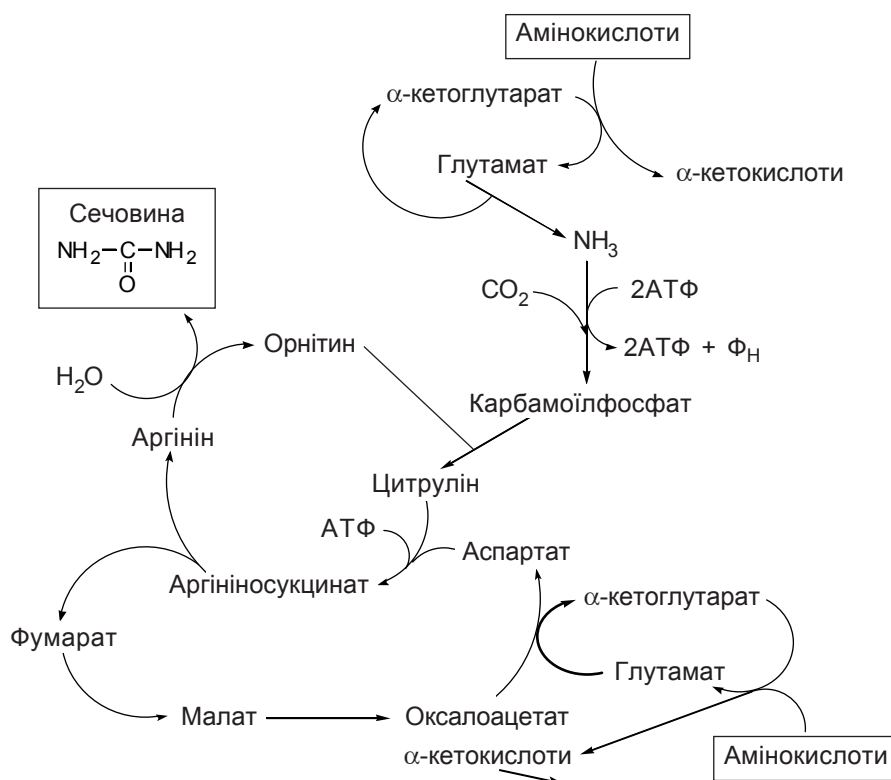 Амінокислоти
α-кетоглутарат
Глутамат
α-кетокислоти
Сечовина
NH2–C–NH2
O
NH3
CO2
2АТФ
2АТФ + ФН
Орнітин
H2O
Карбамоїлфосфат
Аргінін
Цитрулін
АТФ
Аспартат
Аргініносукцинат
α-кетоглутарат
Фумарат
Глутамат
Малат
Оксалоацетат
α-кетокислоти
Амінокислоти